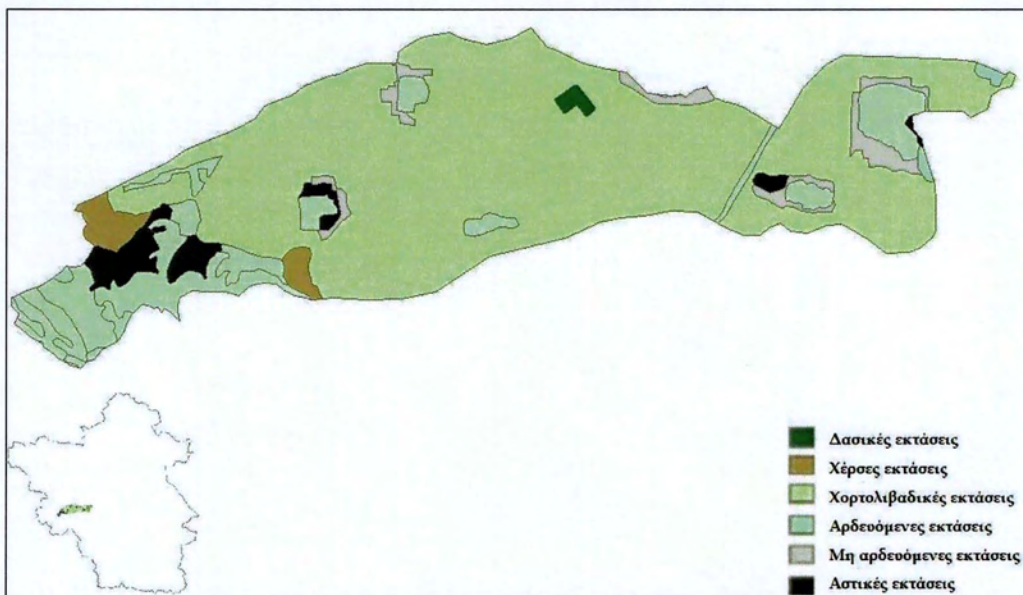 Δασικές εκτάσεις
Χέρσες εκτάσεις
Χορτολιβαδικές εκτάσεις
Αρδευόμενες εκτάσεις
Μη αρδευόμενες εκτάσεις
Αστικές εκτάσεις